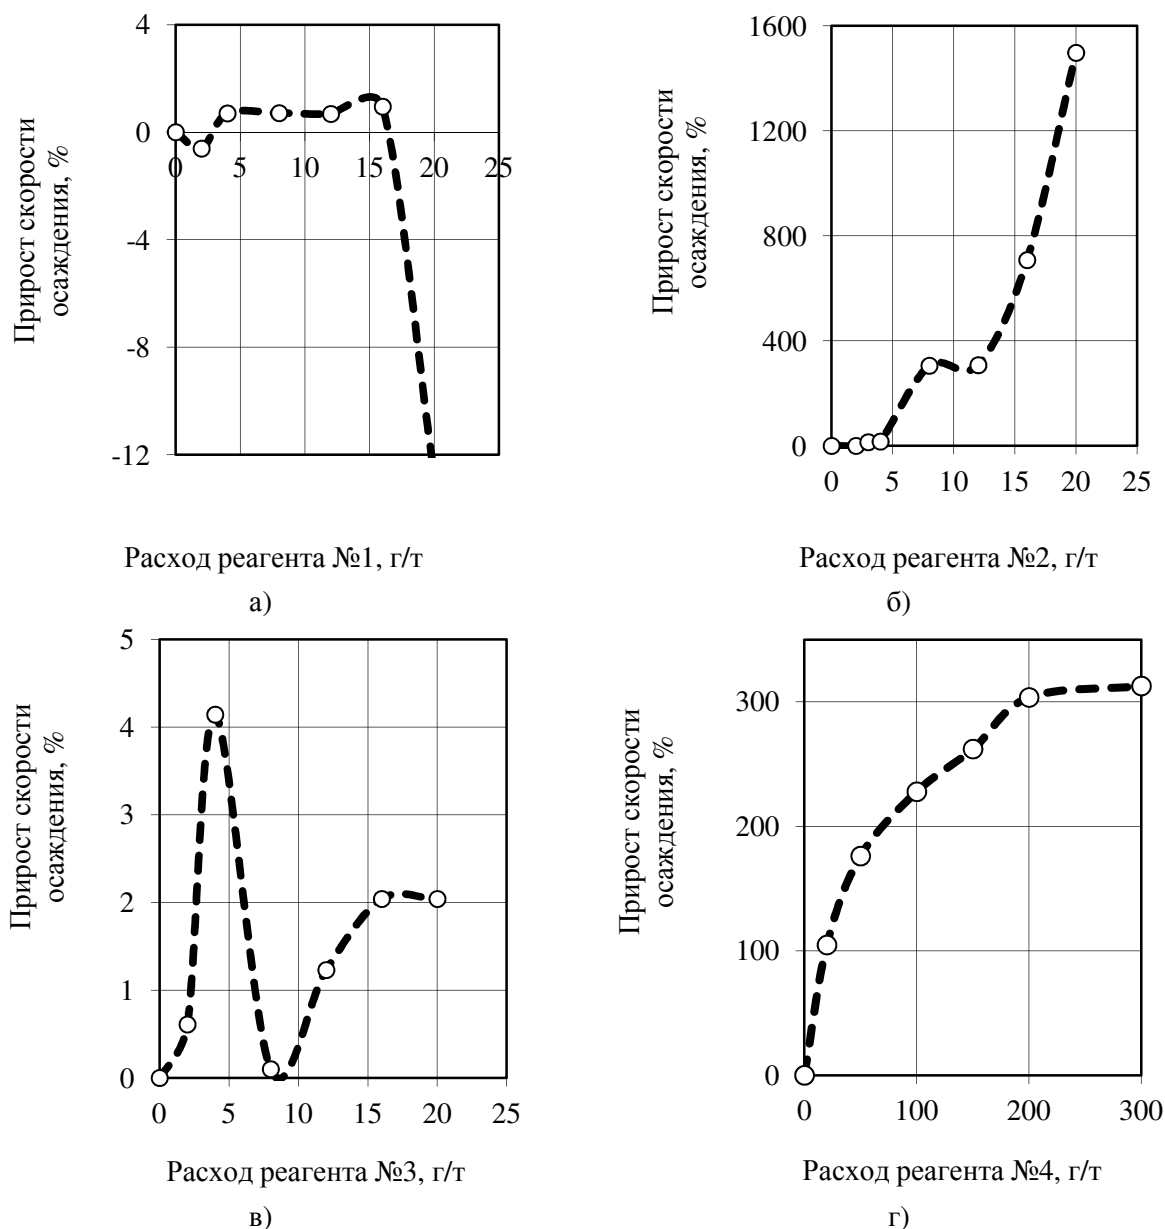 Прирост скорости
осаждения, %
4
0
-4
-8
-12
0 5 10 15 20 25
Расход реагента №1, г/т
а)
Прирост скорости
осаждения, %
1600
1200
800
400
0
0 5 10 15 20 25
Расход реагента №2, г/т
б)
Прирост скорости
осаждения, %
5
4
3
2
1
0
0 5 10 15 20 25
Расход реагента №3, г/т
в)
Прирост скорости
осаждения, %
300
200
100
0
0 100 200 300
Расход реагента №4, г/т
г)